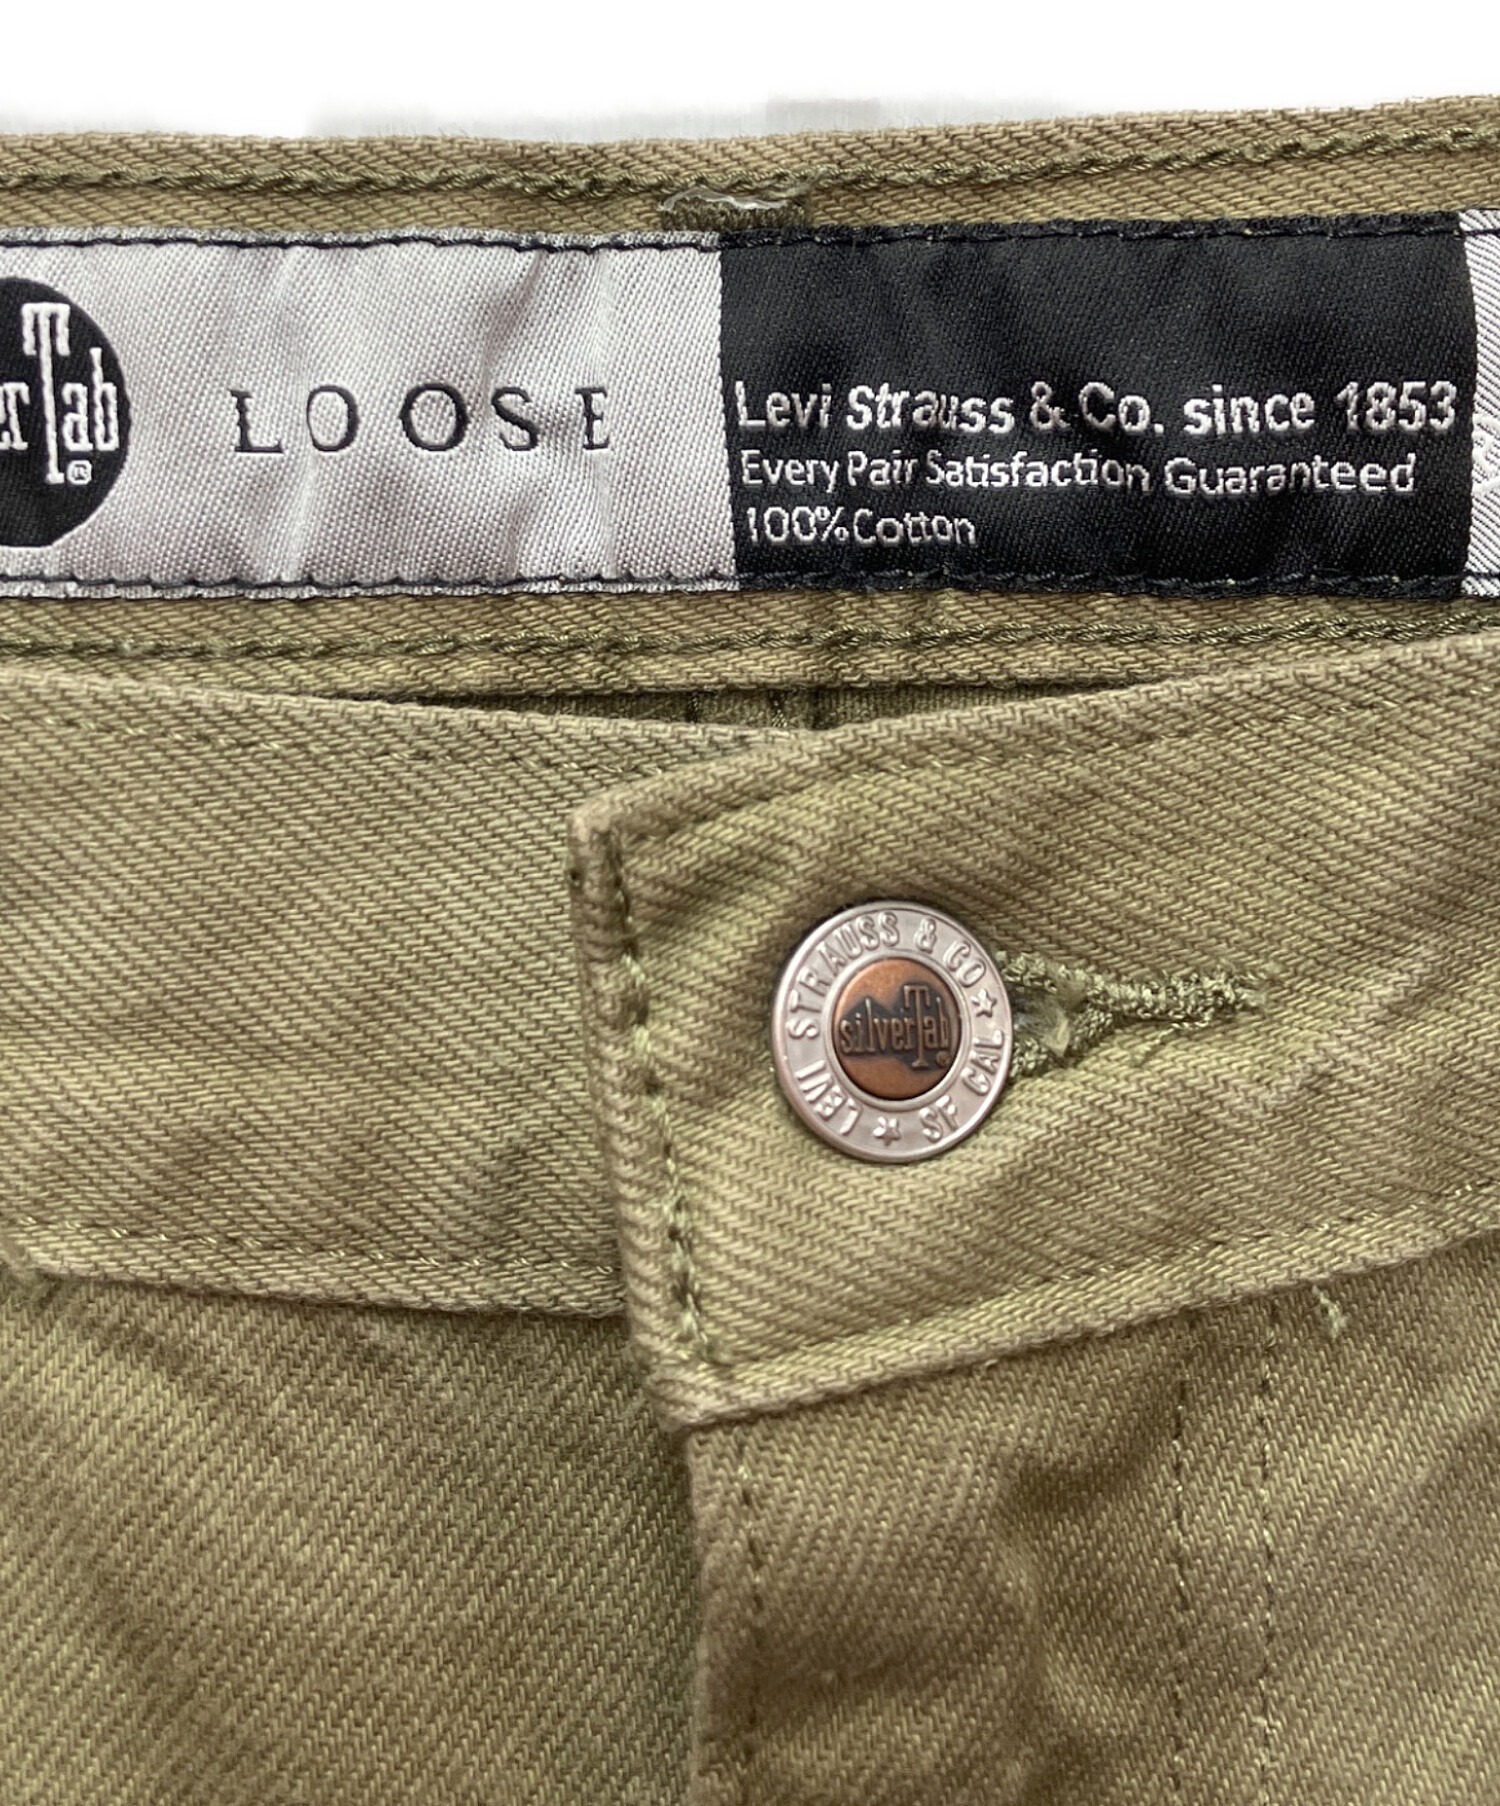 erTab®
LOOSE
Levi Strauss & Co. since 1853
Every Pair Satisfaction Guaranteed
100%Cotton
LEVI STRAUSS & CO ★ SF CAL ★
silverTab®